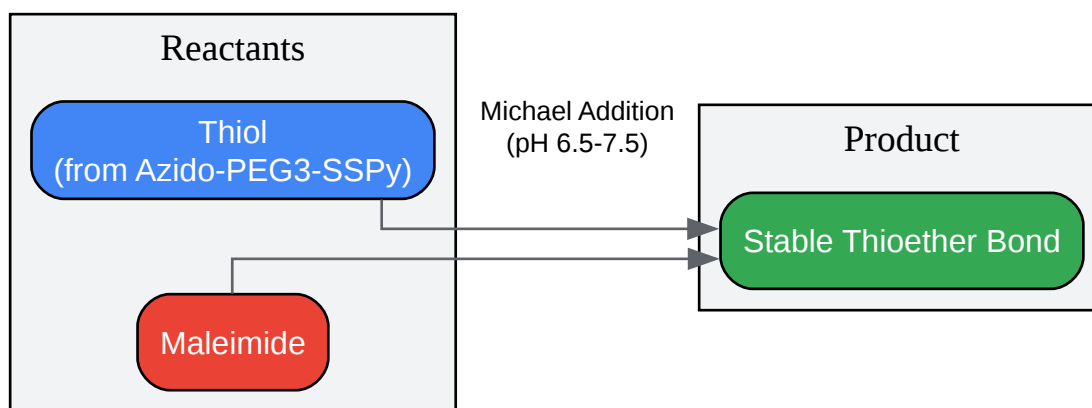 Reactants
Thiol
(from Azido-PEG3-SSPy)
Maleimide
Michael Addition
(pH 6.5-7.5)
Product
Stable Thioether Bond